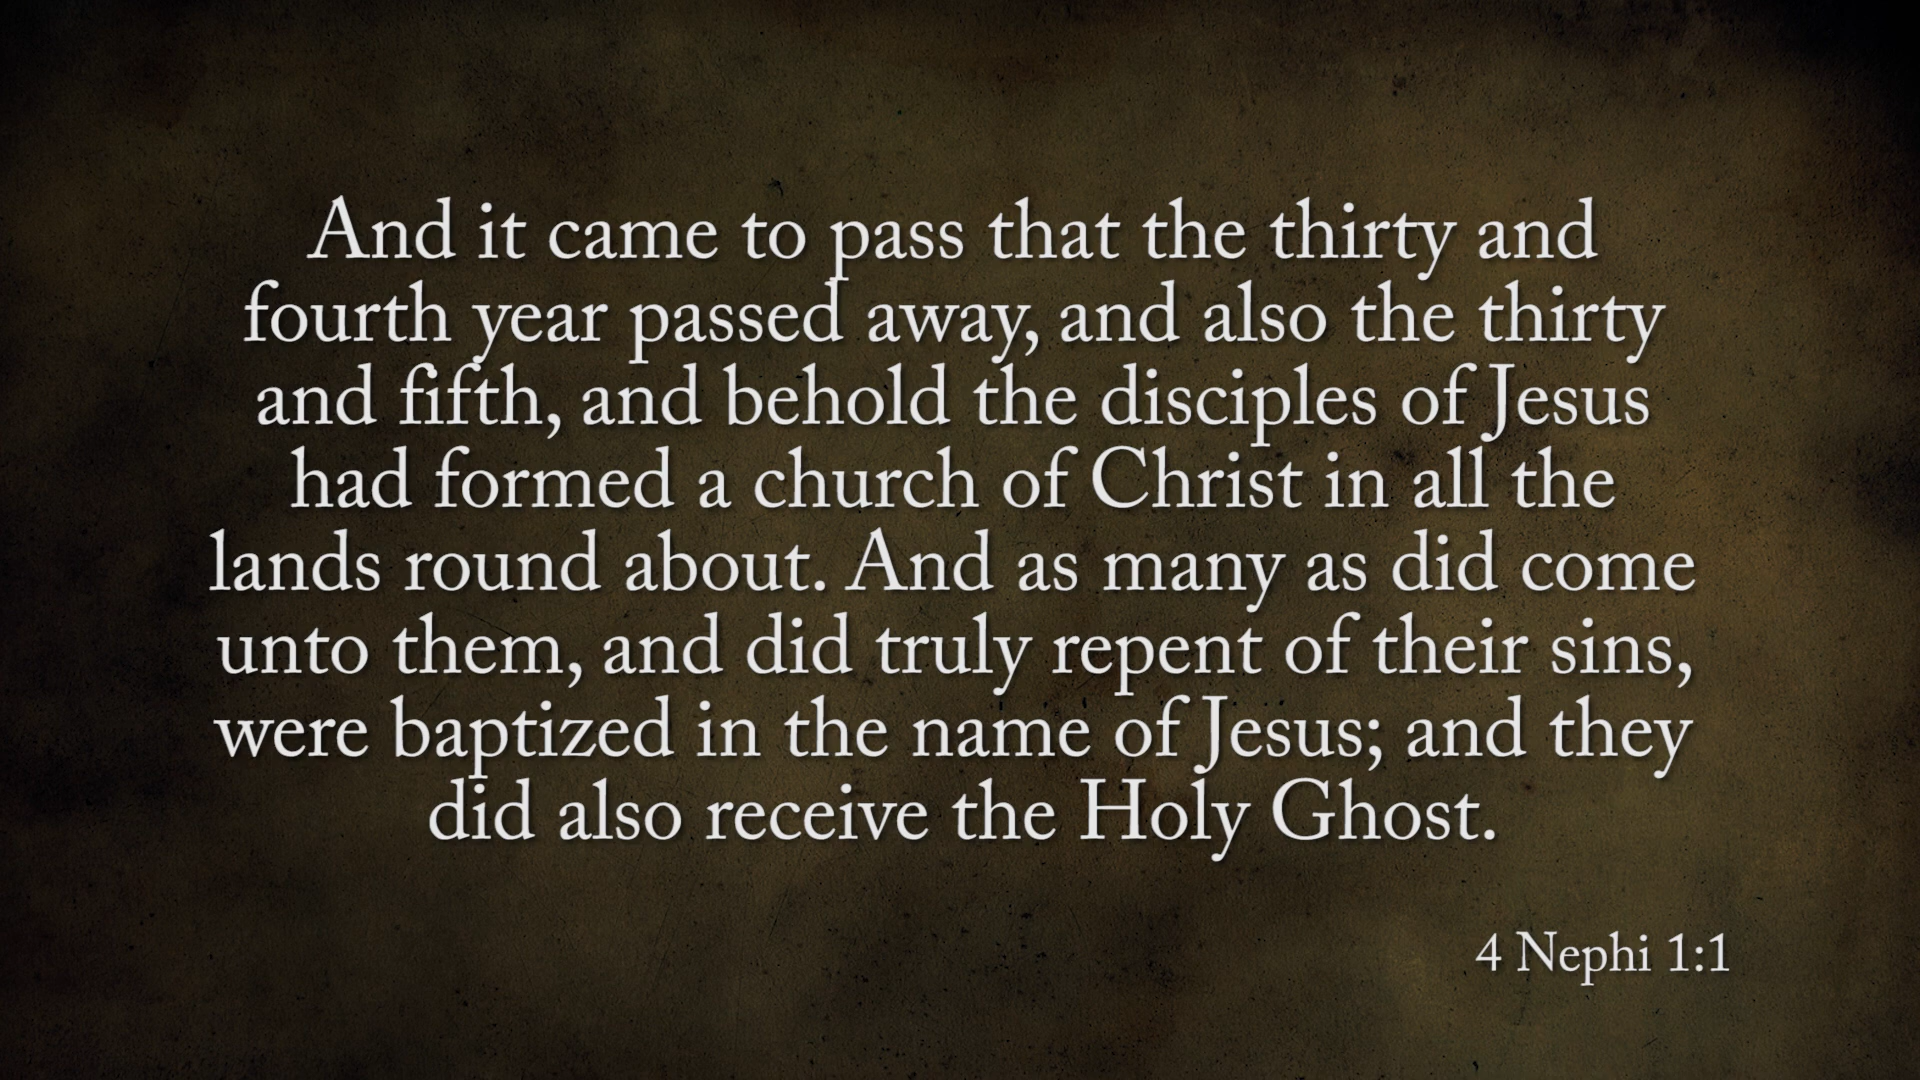 And it came to pass that the thirty and
fourth year passed away, and also the thirty
and fifth, and behold the disciples of Jesus
had formed a church of Christ in all the
lands round about. And as many as did come
unto them, and did truly repent of their sins,
were baptized in the name of Jesus; and they
did also receive the Holy Ghost.
4 Nephi 1:1